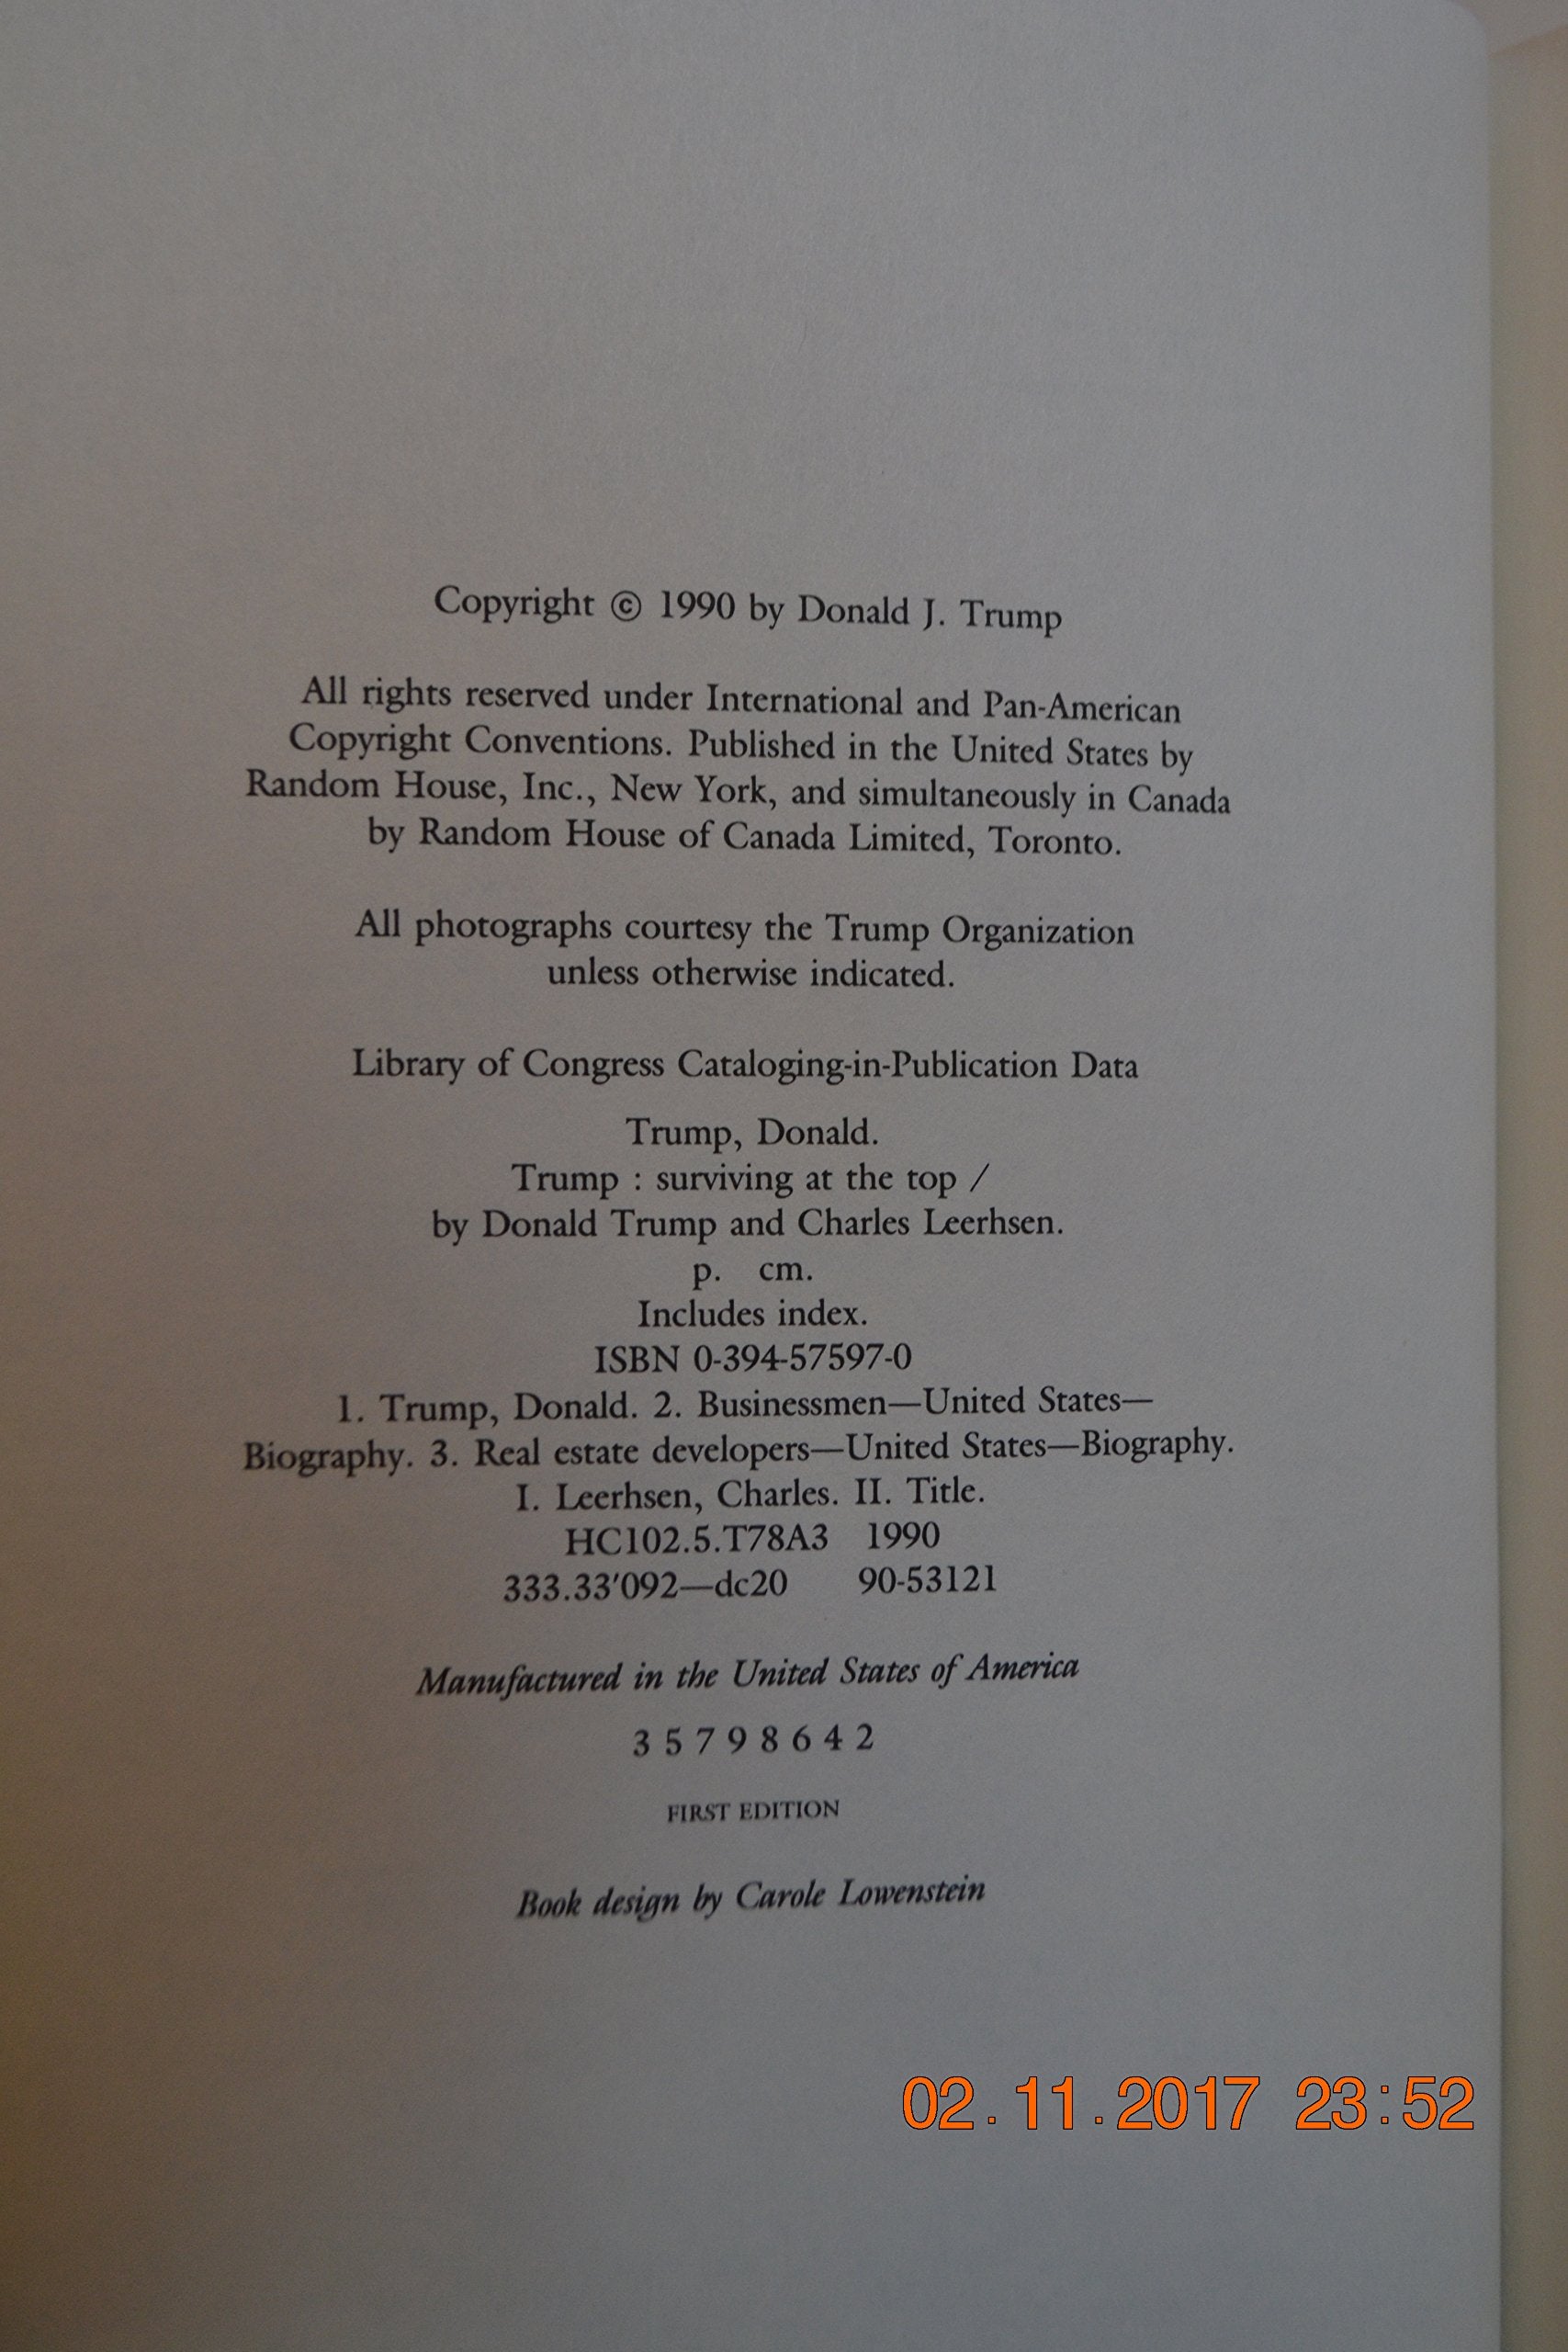 Copyright © 1990 by Donald J. Trump
All rights reserved under International and Pan-American
Copyright Conventions. Published in the United States by
Random House, Inc., New York, and simultaneously in Canada
by Random House of Canada Limited, Toronto.
All photographs courtesy the Trump Organization
unless otherwise indicated.
Library of Congress Cataloging-in-Publication Data
Trump, Donald.
Trump : surviving at the top /
by Donald Trump and Charles Leerhsen.
p. cm.
Includes index.
ISBN 0-394-57597-0
1. Trump, Donald. 2. Businessmen—United States—
Biography. 3. Real estate developers—United States—Biography.
I. Leerhsen, Charles. II. Title.
HC102.5.T78A3 1990
333.33'092—dc20 90-53121
Manufactured in the United States of America
3 5 7 9 8 6 4 2
FIRST EDITION
Book design by Carole Lowenstein
02.11.2017 23:52